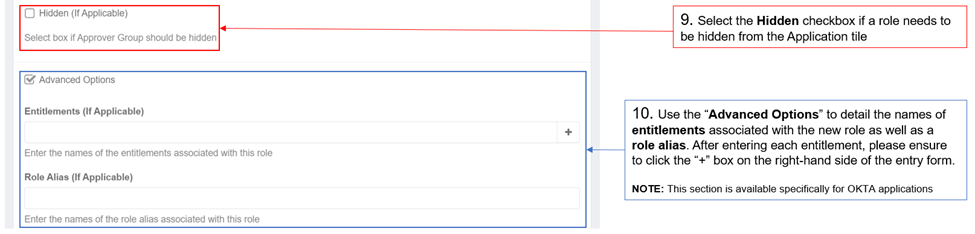 Hidden (If Applicable)
Select box if Approver Group should be hidden
9. Select the Hidden checkbox if a role needs to
be hidden from the Application tile
Advanced Options
Entitlements (If Applicable)
+
Enter the names of the entitlements associated with this role
Role Alias (If Applicable)
Enter the names of the role alias associated with this role
10. Use the “Advanced Options” to detail the names of
entitlements associated with the new role as well as a
role alias. After entering each entitlement, please ensure
to click the “+” box on the right-hand side of the entry form.
NOTE: This section is available specifically for OKTA applications